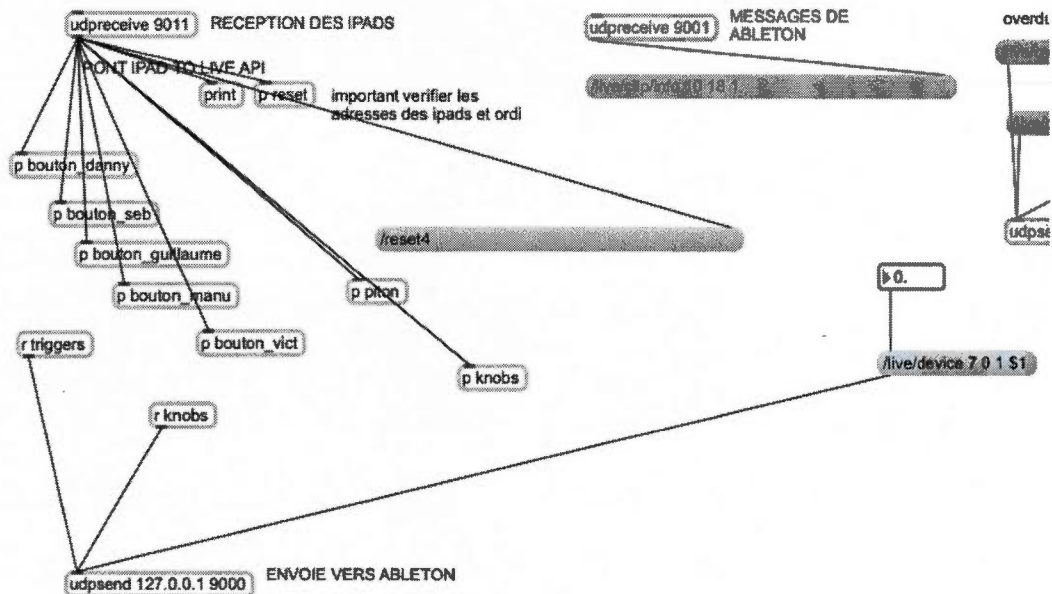 udpreceive 9011
RECEPTION DES IPADS
udpreceive 9001
MESSAGES DE
ABLETON
PONT IPAD TO LIVE API
print
p reset
important verifier les
adresses des ipads et ordi
p bouton_danny
p bouton_seb
p bouton_guillaume
p bouton_manu
p bouton_vict
/reset4
p piton
0.
r triggers
p knobs
/live/device 7 0 1 $1
r knobs
udpsend 127.0.0.1 9000
ENVOIE VERS ABLETON